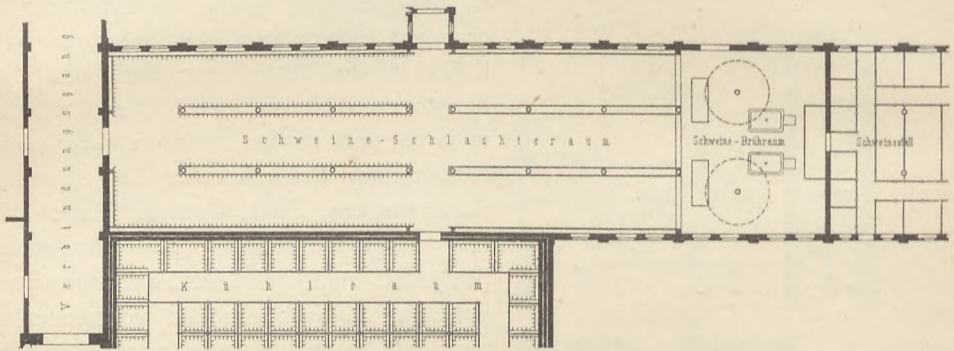 Verbindungsgang
Schweine-Schlachteraum
Schweine-Brühraum
Schweinestall
Kühlraum